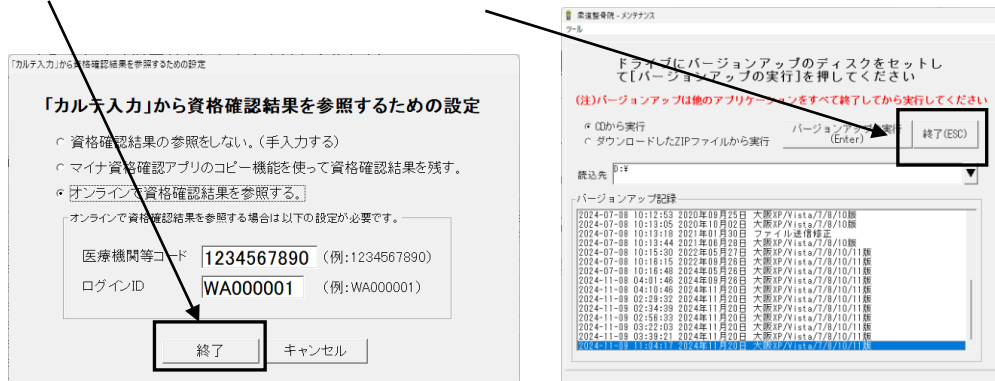 「カルテ入力」から資格確認結果を参照するための設定
「カルテ入力」から資格確認結果を参照するための設定
資格確認結果の参照をしない。(手入力する)
マイナ資格確認アプリのコピー機能を使って資格確認結果を残す。
オンラインで資格確認結果を参照する。
オンラインで資格確認結果を参照する場合は以下の設定が必要です。
医療機関等コード 1234567890 (例:1234567890)
ログインID WA000001 (例:WA000001)
終了 キャンセル
柔道整骨院 - メンテナンス
ツール
ドライブにバージョンアップのディスクをセットし
て[バージョンアップの実行]を押してください
(注)バージョンアップは他のアプリケーションをすべて終了してから実行してください
CDから実行
ダウンロードしたZIPファイルから実行
バージョンアップの実行
(Enter)
終了(ESC)
読込先 D:¥
バージョンアップ記録
2024-07-08 10:12:53 2020年09月25日 大阪XP/Vista/7/8/10版
2024-07-08 10:13:05 2020年10月02日 大阪XP/Vista/7/8/10版
2024-07-08 10:13:18 2021年01月30日 ファイル送信修正
2024-07-08 10:13:44 2021年06月28日 大阪XP/Vista/7/8/10版
2024-07-08 10:15:30 2022年05月27日 大阪XP/Vista/7/8/10/11版
2024-07-08 10:16:15 2022年09月26日 大阪XP/Vista/7/8/10/11版
2024-07-08 10:16:48 2024年05月26日 大阪XP/Vista/7/8/10/11版
2024-11-08 04:01:46 2024年09月26日 大阪XP/Vista/7/8/10/11版
2024-11-08 04:10:46 2024年11月20日 大阪XP/Vista/7/8/10/11版
2024-11-09 02:29:32 2024年11月20日 大阪XP/Vista/7/8/10/11版
2024-11-09 02:34:39 2024年11月20日 大阪XP/Vista/7/8/10/11版
2024-11-09 02:56:33 2024年11月20日 大阪XP/Vista/7/8/10/11版
2024-11-09 03:22:03 2024年11月20日 大阪XP/Vista/7/8/10/11版
2024-11-09 03:39:21 2024年11月20日 大阪XP/Vista/7/8/10/11版
2024-11-09 11:04:17 2024年11月20日 大阪XP/Vista/7/8/10/11版